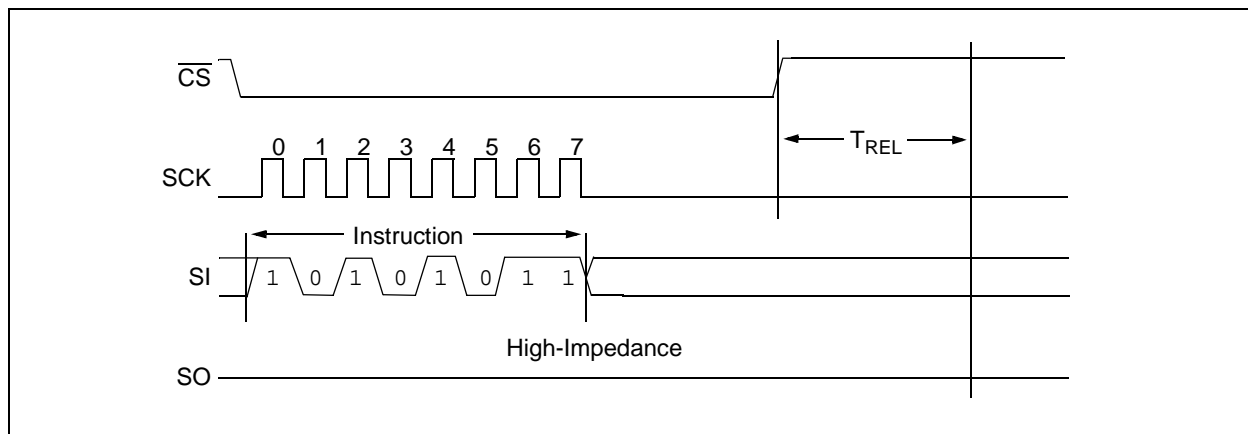 CS
T_REL
0 1 2 3 4 5 6 7
SCK
Instruction
SI
1 0 1 0 1 0 1 1
High-Impedance
SO